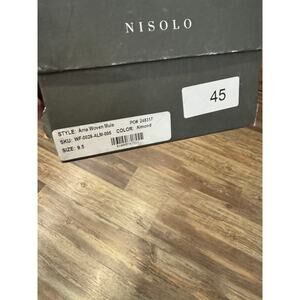 NISOLO
45
STYLE: Ama Woven Mule PO# 248317
SKU: WF-0028-ALM-095 COLOR: Almond
SIZE: 9.5